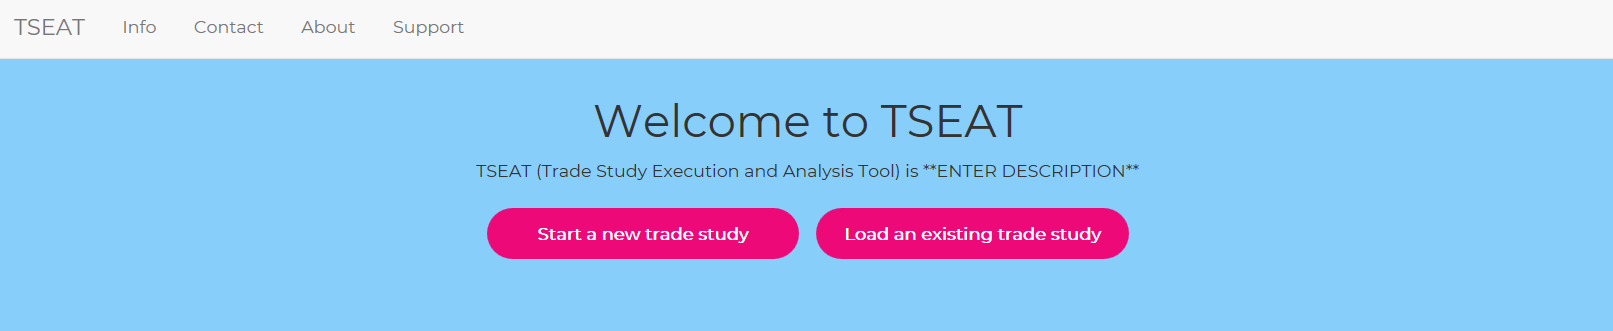 TSEAT Info Contact About Support
Welcome to TSEAT
TSEAT (Trade Study Execution and Analysis Tool) is **ENTER DESCRIPTION**
Start a new trade study Load an existing trade study